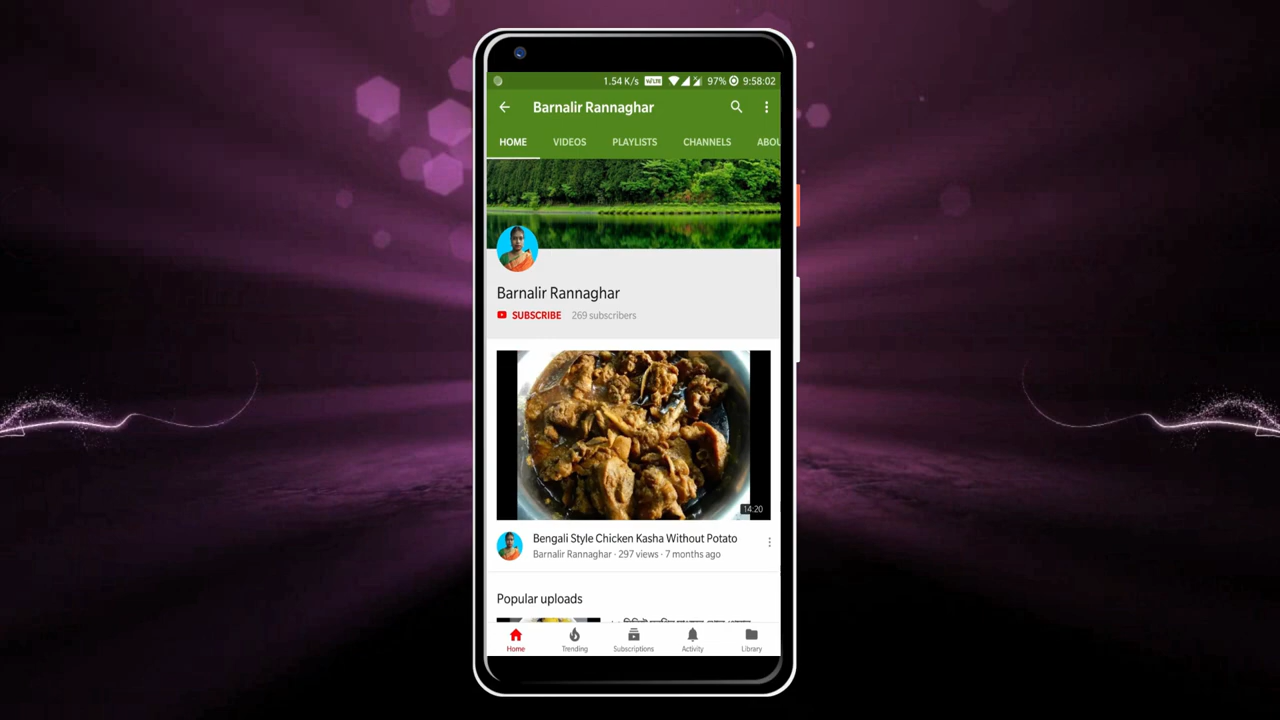 1.54 K/s VoLTE 97% 9:58:02
Barnalir Rannaghar
HOME VIDEOS PLAYLISTS CHANNELS ABOU
Barnalir Rannaghar
SUBSCRIBE 269 subscribers
14:20
Bengali Style Chicken Kasha Without Potato
Barnalir Rannaghar · 297 views · 7 months ago
Popular uploads
Home Trending Subscriptions Activity Library